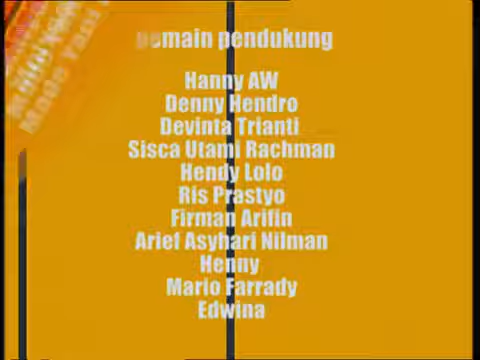 pemain pendukung
Hanny AW
Denny Hendro
Devinta Trianti
Sisca Utami Rachman
Hendy Lolo
Ris Prastyo
Firman Arifin
Arief Asyhari Nilman
Henny
Mario Farrady
Edwina